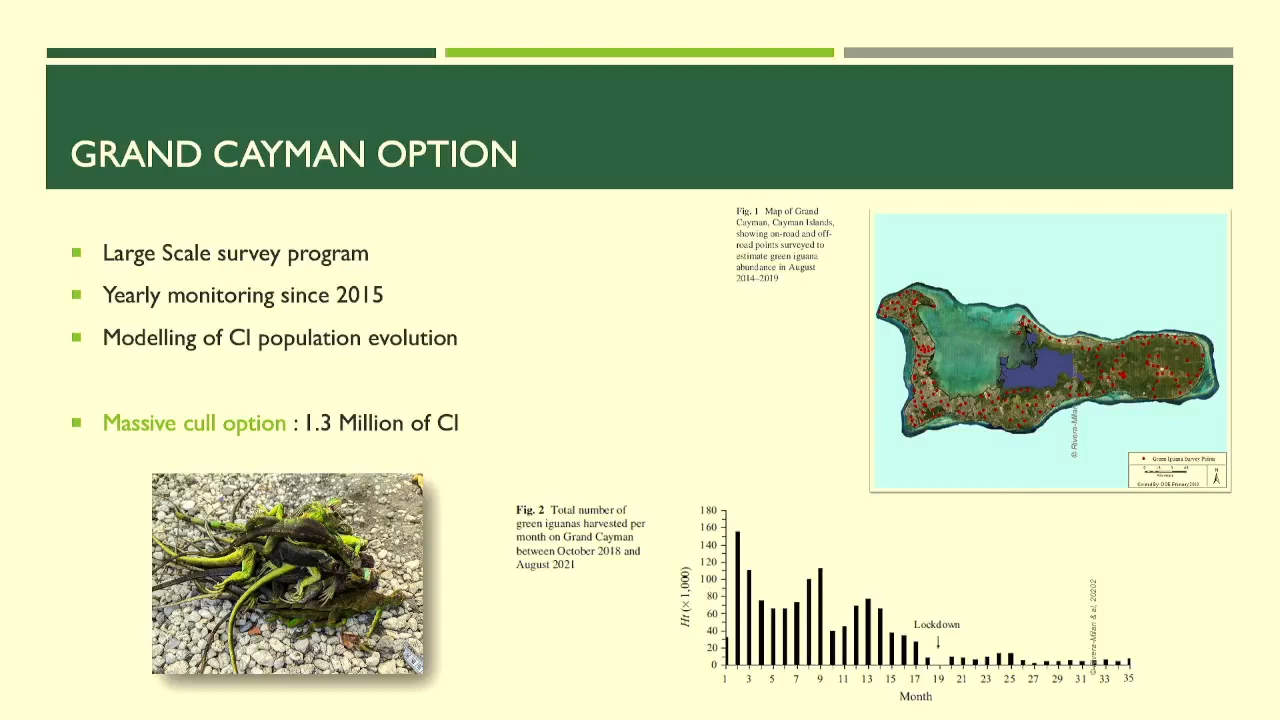 GRAND CAYMAN OPTION
Large Scale survey program
Yearly monitoring since 2015
Modelling of CI population evolution
Massive cull option : 1.3 Million of CI
Fig. 1 Map of Grand
Cayman, Cayman Islands,
showing on-road and off-
road points surveyed to
estimate green iguana
abundance in August
2014–2019
Green Iguana Survey Points
N
Fig. 2 Total number of
green iguanas harvested per
month on Grand Cayman
between October 2018 and
August 2021
Ht (× 1,000)
180
160
140
120
100
80
60
40
20
0
Lockdown
1 3 5 7 9 11 13 15 17 19 21 23 25 27 29 31 33 35
Month